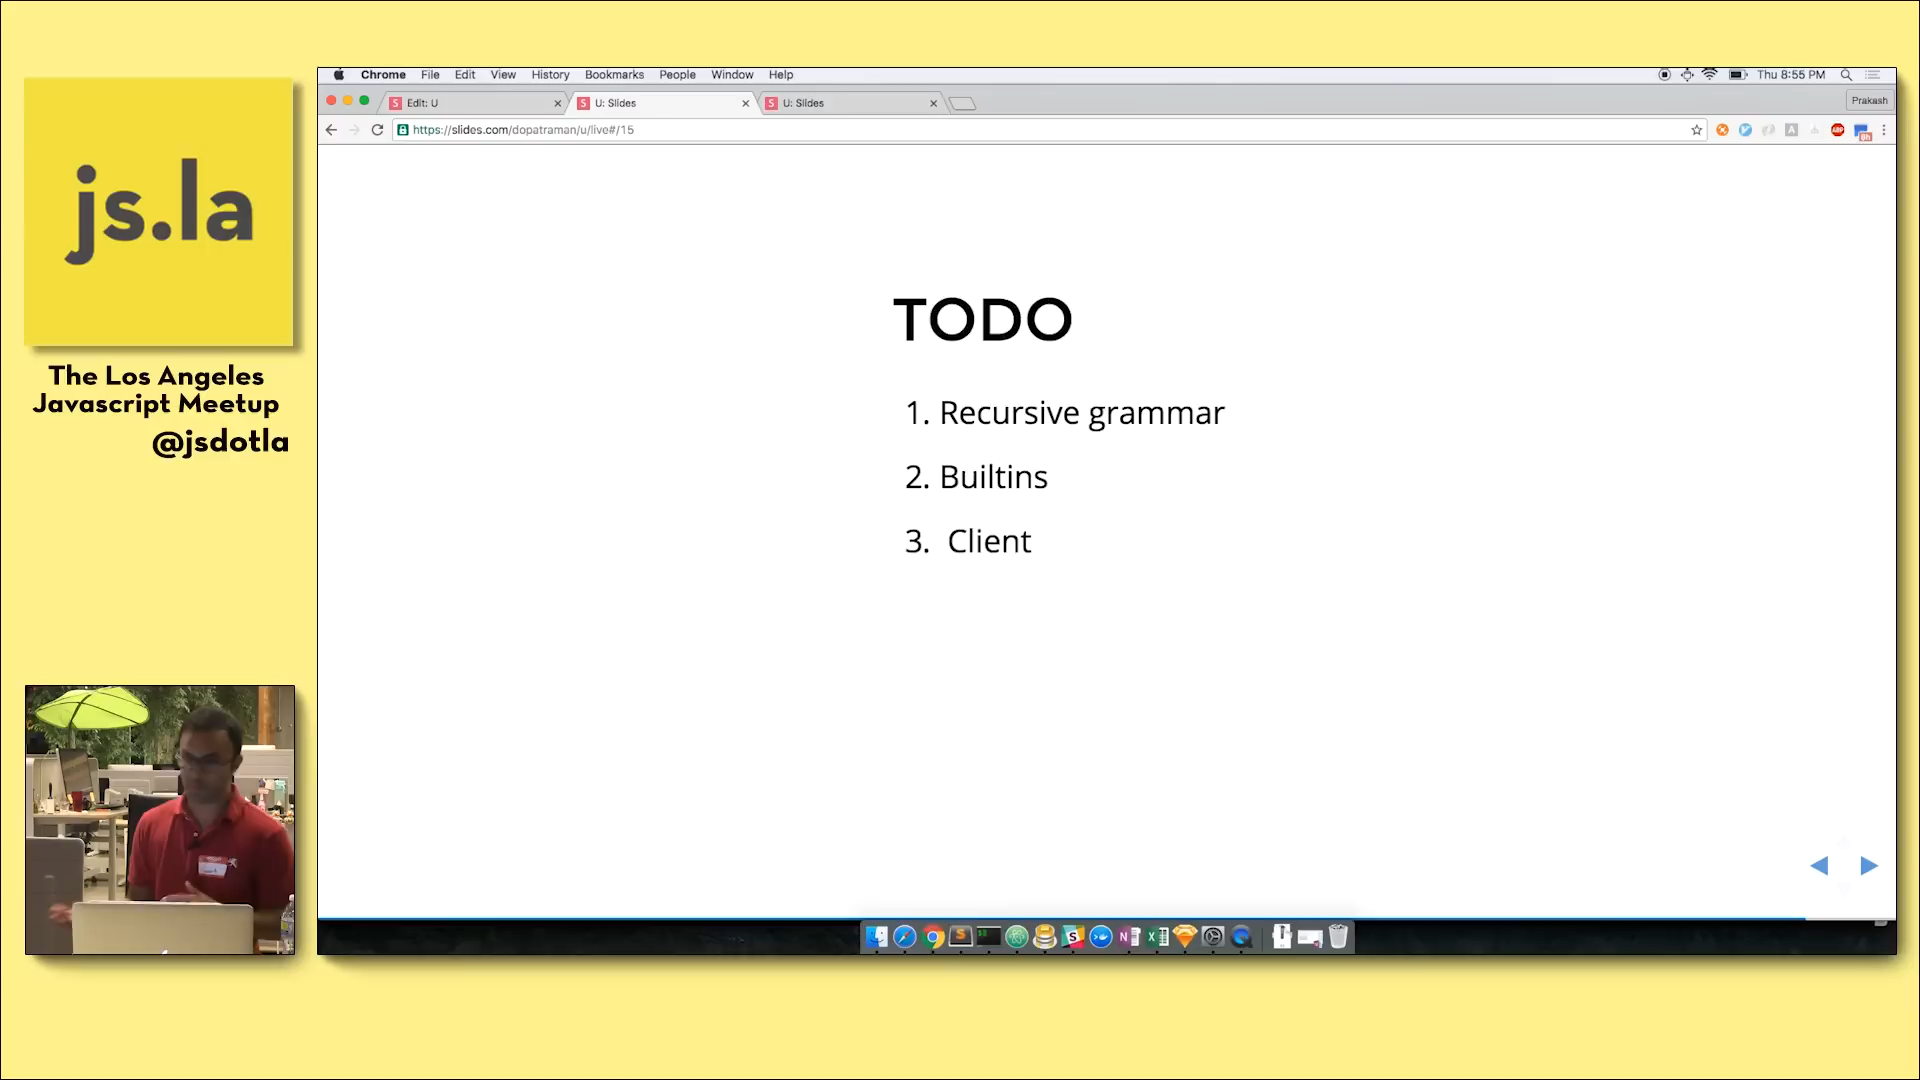 js.la
The Los Angeles
Javascript Meetup
@jsdotla
Chrome File Edit View History Bookmarks People Window Help
Thu 8:55 PM
Edit: U
U: Slides
U: Slides
Prakash
https://slides.com/dopatraman/u/live#/15
TODO
1. Recursive grammar
2. Builtins
3. Client